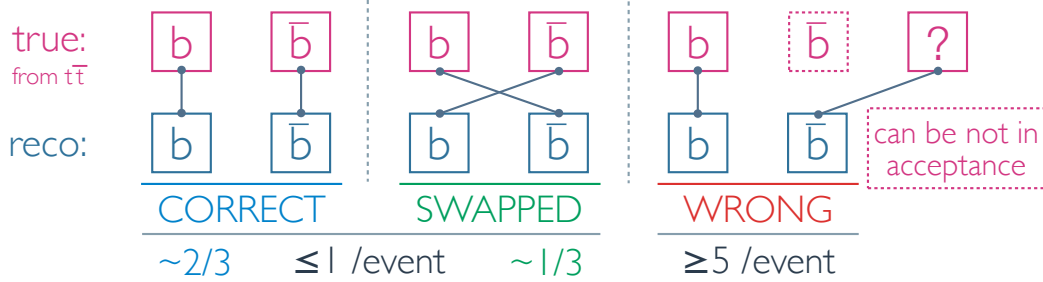 true: b b̅ b b̅ b b̅ ?
from tt̅
reco: b b̅ b b̅ b b̅
can be not in
acceptance
CORRECT SWAPPED WRONG
~2/3 ≤1 /event ~1/3 ≥5 /event